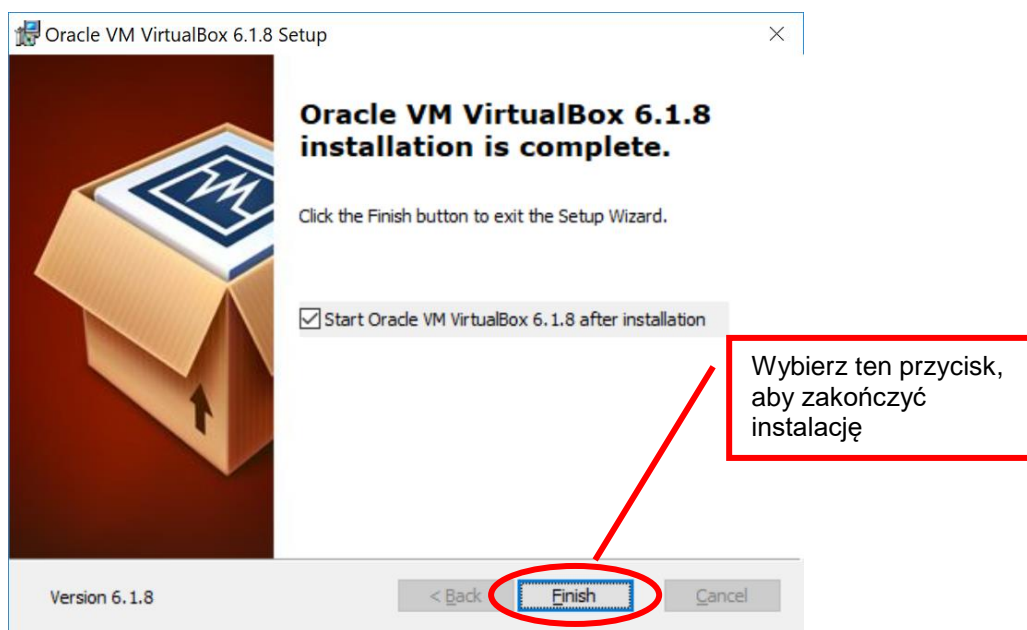 Oracle VM VirtualBox 6.1.8 Setup
Oracle VM VirtualBox 6.1.8
installation is complete.
Click the Finish button to exit the Setup Wizard.
Start Oracle VM VirtualBox 6.1.8 after installation
Wybierz ten przycisk,
aby zakończyć
instalację
Version 6.1.8
< Back
Finish
Cancel